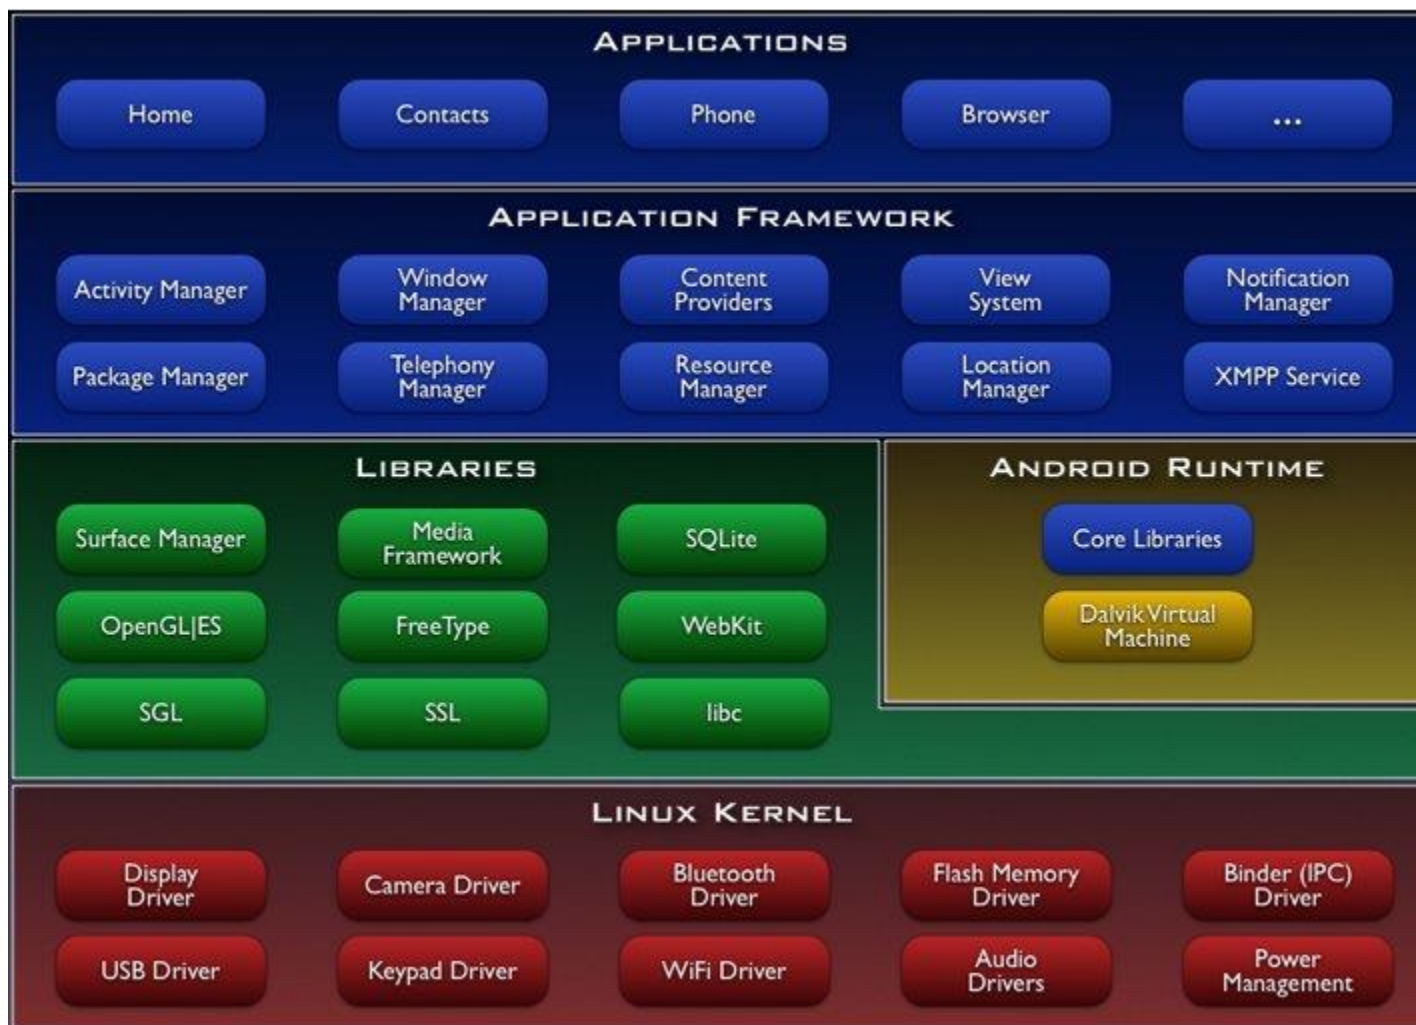 APPLICATIONS
Home
Contacts
Phone
Browser
...
APPLICATION FRAMEWORK
Activity Manager
Window
Manager
Content
Providers
View
System
Notification
Manager
Package Manager
Telephony
Manager
Resource
Manager
Location
Manager
XMPP Service
LIBRARIES
Surface Manager
Media
Framework
SQLite
OpenGL|ES
FreeType
WebKit
SGL
SSL
libc
ANDROID RUNTIME
Core Libraries
Dalvik Virtual
Machine
LINUX KERNEL
Display
Driver
Camera Driver
Bluetooth
Driver
Flash Memory
Driver
Binder (IPC)
Driver
USB Driver
Keypad Driver
WiFi Driver
Audio
Drivers
Power
Management